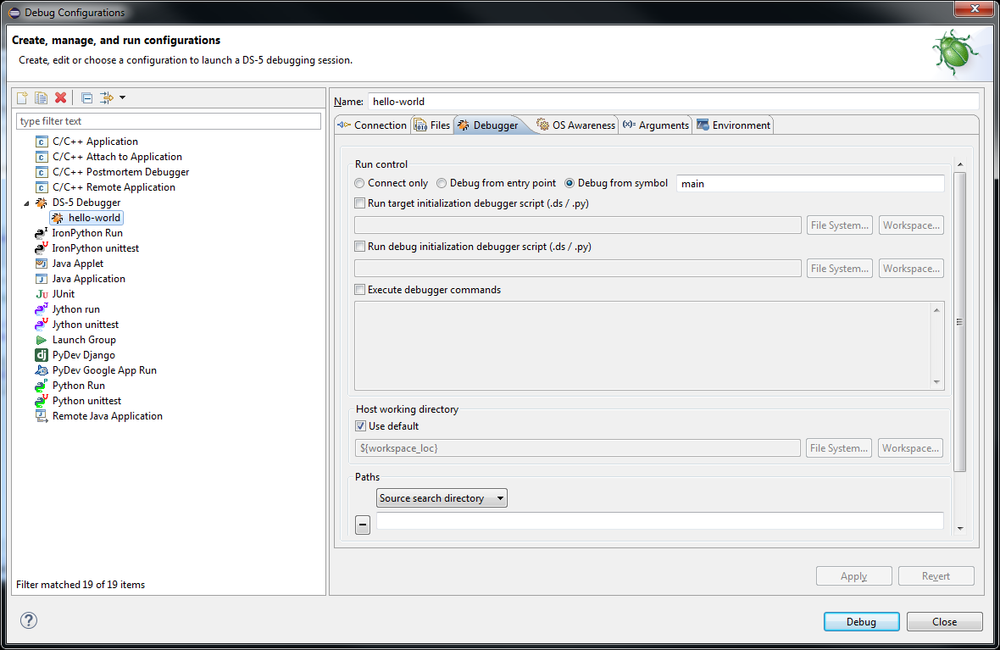 Debug Configurations
Create, manage, and run configurations
Create, edit or choose a configuration to launch a DS-5 debugging session.
type filter text
C/C++ Application
C/C++ Attach to Application
C/C++ Postmortem Debugger
C/C++ Remote Application
DS-5 Debugger
hello-world
IronPython Run
IronPython unittest
Java Applet
Java Application
JUnit
Jython run
Jython unittest
Launch Group
PyDev Django
PyDev Google App Run
Python Run
Python unittest
Remote Java Application
Filter matched 19 of 19 items
Name: hello-world
Connection Files Debugger OS Awareness Arguments Environment
Run control
Connect only Debug from entry point Debug from symbol main
Run target initialization debugger script (.ds / .py)
File System... Workspace...
Run debug initialization debugger script (.ds / .py)
File System... Workspace...
Execute debugger commands
Host working directory
Use default
${workspace_loc} File System... Workspace...
Paths
Source search directory
Apply Revert
Debug Close